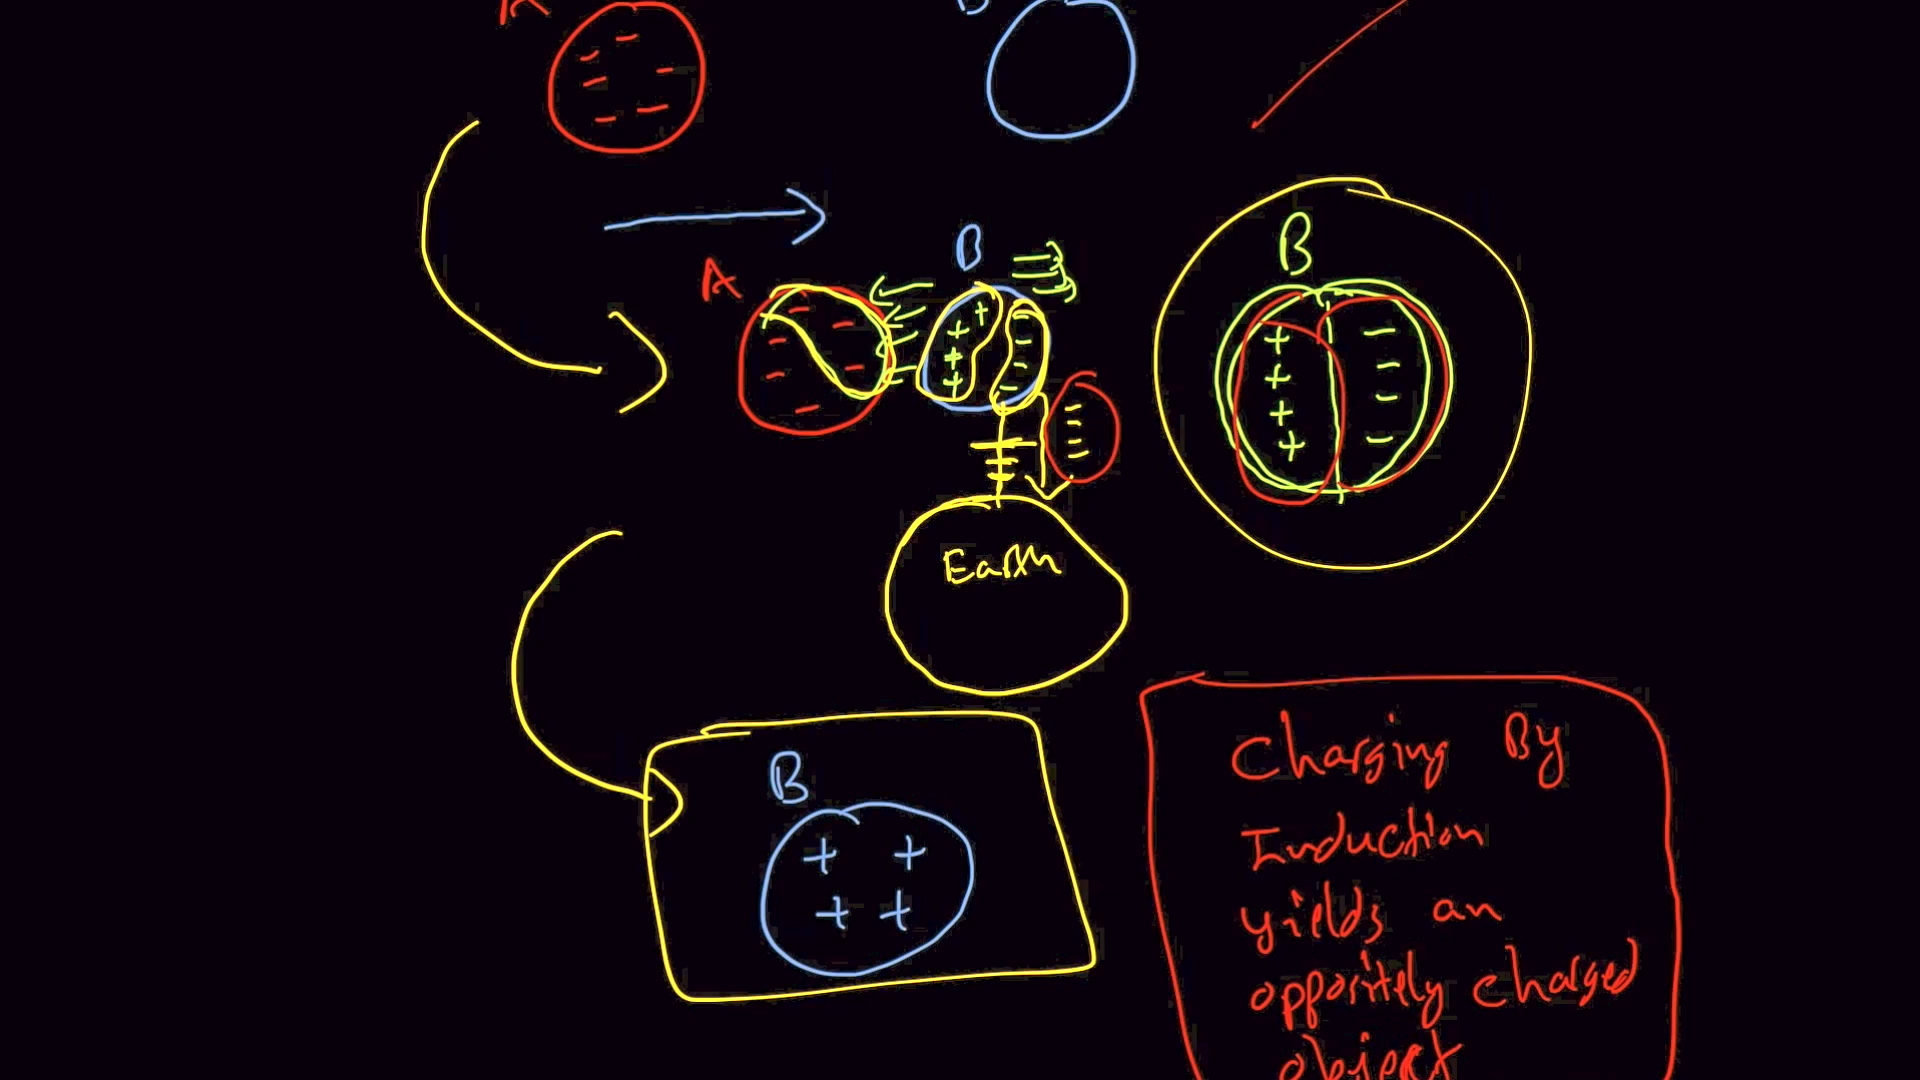 A
B
B
B
A
Earth
B
Charging By
Induction
yields an
oppositely charged
object